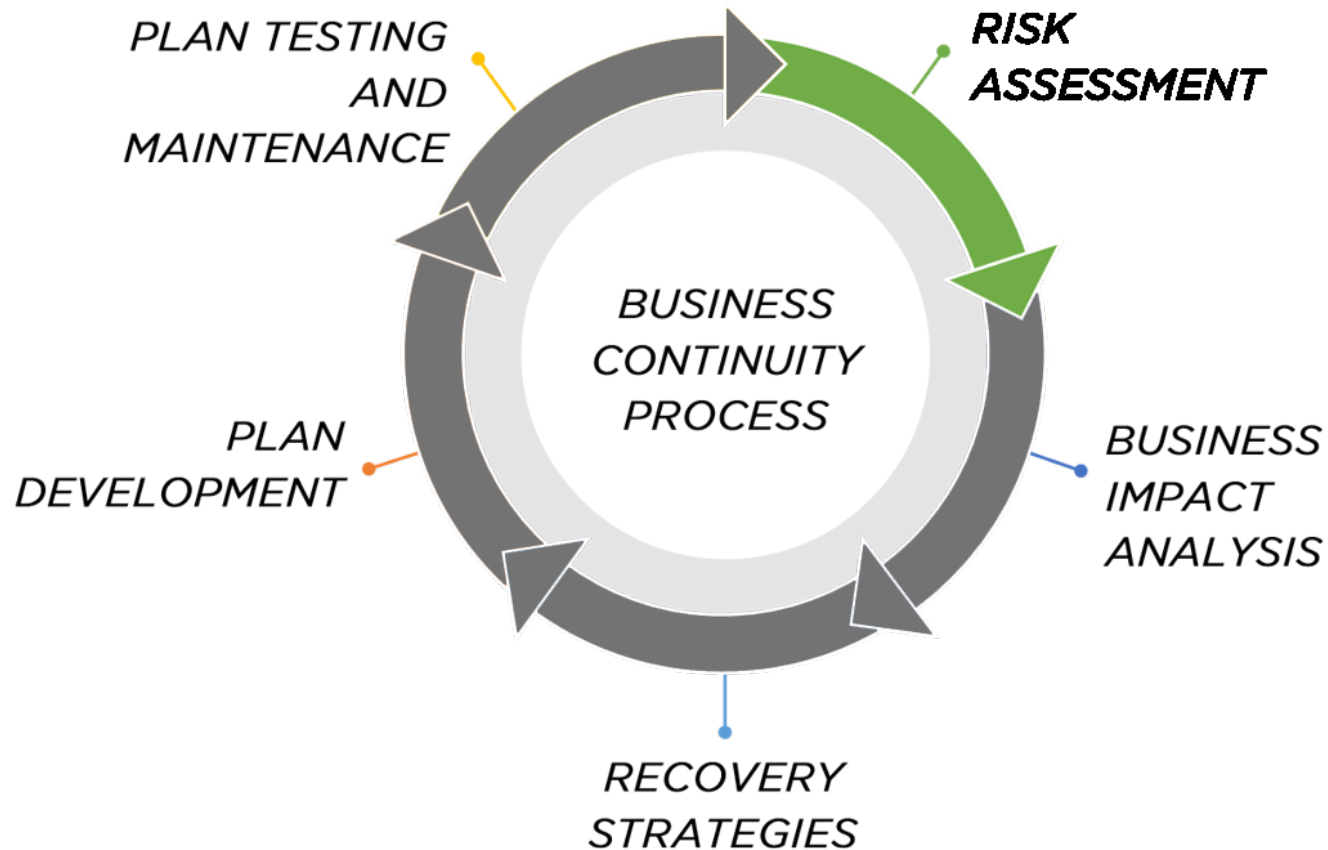 PLAN TESTING
AND
MAINTENANCE
RISK
ASSESSMENT
BUSINESS
CONTINUITY
PROCESS
PLAN
DEVELOPMENT
BUSINESS
IMPACT
ANALYSIS
RECOVERY
STRATEGIES